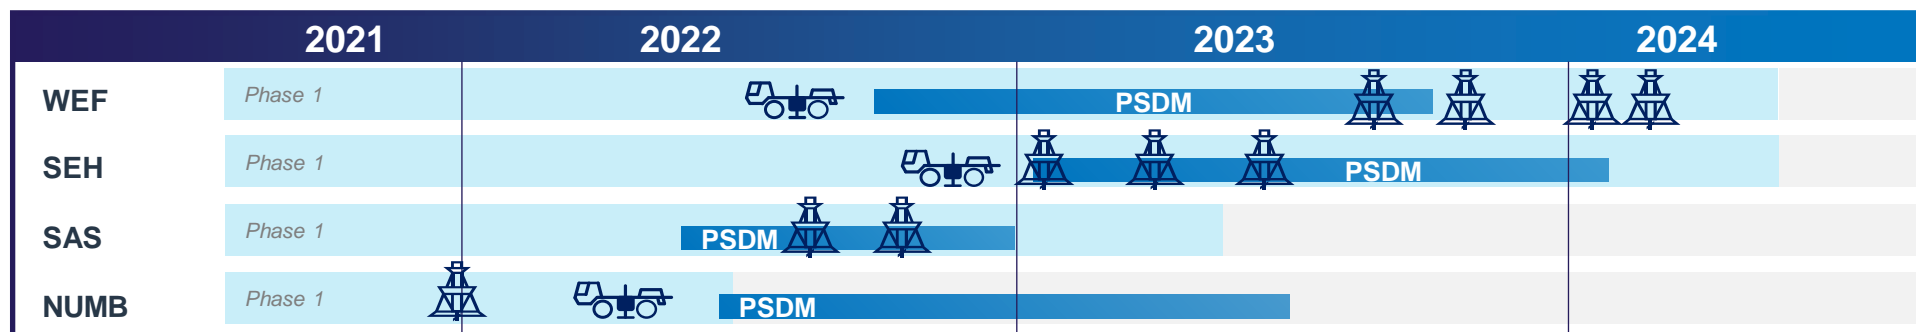 2021 2022 2023 2024
WEF Phase 1 PSDM
SEH Phase 1 PSDM
SAS Phase 1 PSDM
NUMB Phase 1 PSDM